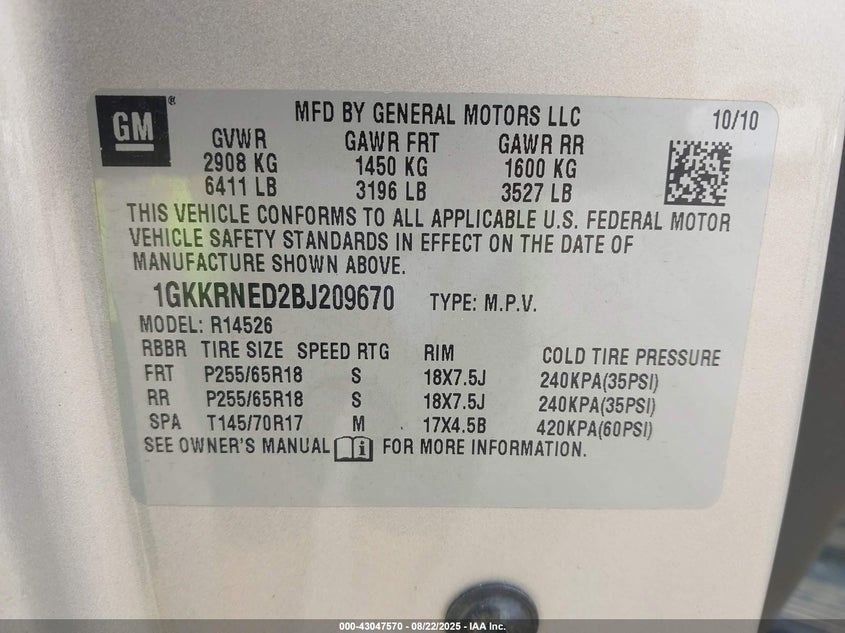 GM®
MFD BY GENERAL MOTORS LLC 10/10
GVWR GAWR FRT GAWR RR
2908 KG 1450 KG 1600 KG
6411 LB 3196 LB 3527 LB
THIS VEHICLE CONFORMS TO ALL APPLICABLE U.S. FEDERAL MOTOR
VEHICLE SAFETY STANDARDS IN EFFECT ON THE DATE OF
MANUFACTURE SHOWN ABOVE.
1GKKRNED2BJ209670 TYPE: M.P.V.
MODEL: R14526
RBBR TIRE SIZE SPEED RTG RIM COLD TIRE PRESSURE
FRT P255/65R18 S 18X7.5J 240KPA(35PSI)
RR P255/65R18 S 18X7.5J 240KPA(35PSI)
SPA T145/70R17 M 17X4.5B 420KPA(60PSI)
SEE OWNER'S MANUAL i FOR MORE INFORMATION.
000-43047570 - 08/22/2025 - IAA Inc.